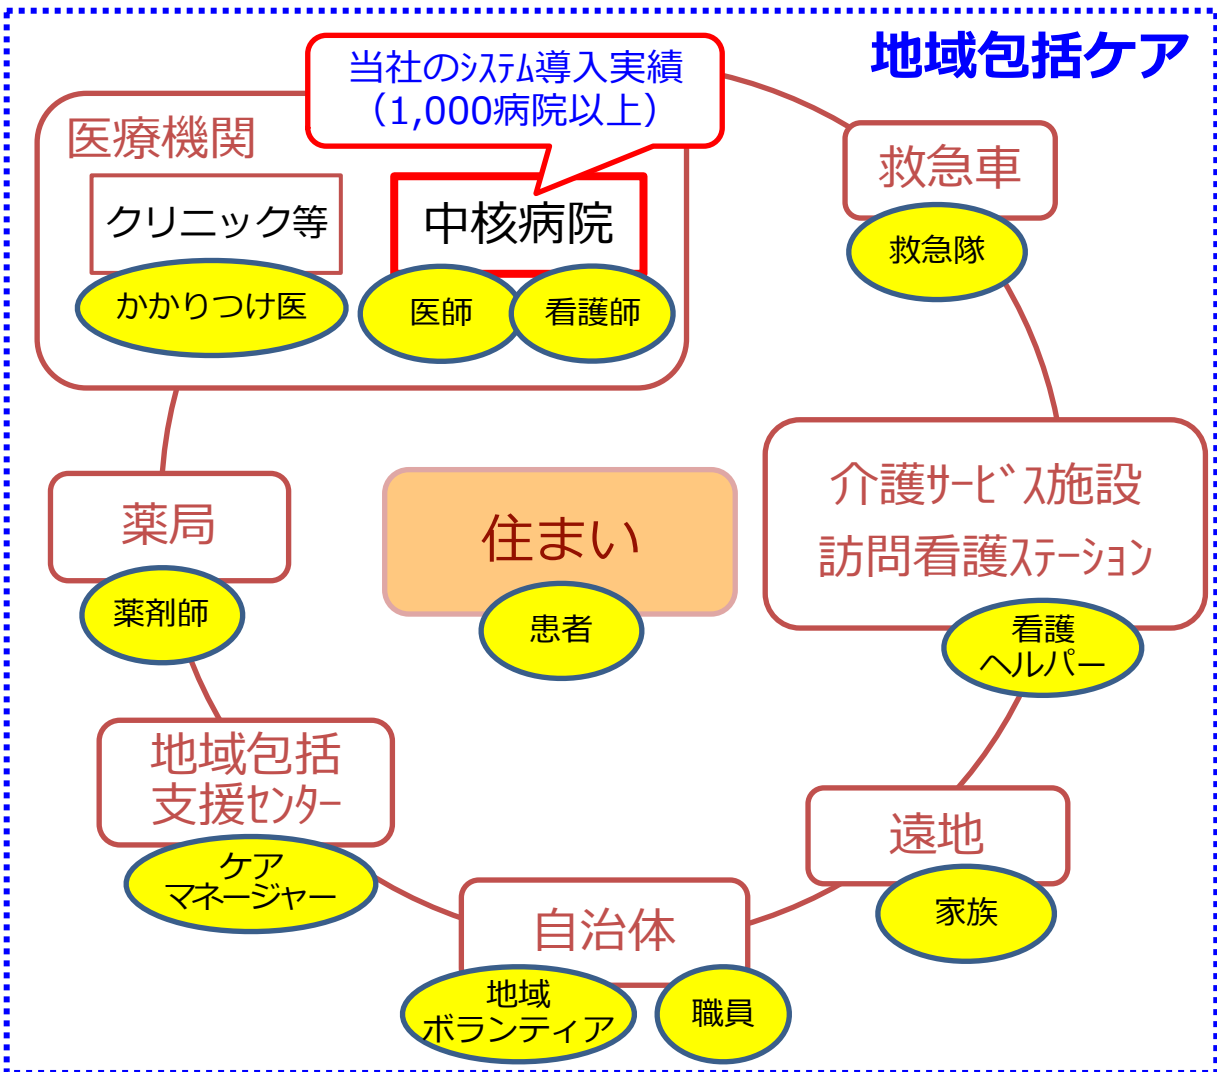 地域包括ケア
当社のｼｽﾃﾑ導入実績
（1,000病院以上）
医療機関
クリニック等
中核病院
かかりつけ医
医師
看護師
救急車
救急隊
介護ｻｰﾋﾞｽ施設
訪問看護ｽﾃｰｼｮﾝ
看護
ヘルパー
薬局
薬剤師
住まい
患者
地域包括
支援ｾﾝﾀｰ
ケア
マネージャー
遠地
家族
自治体
地域
ボランティア
職員